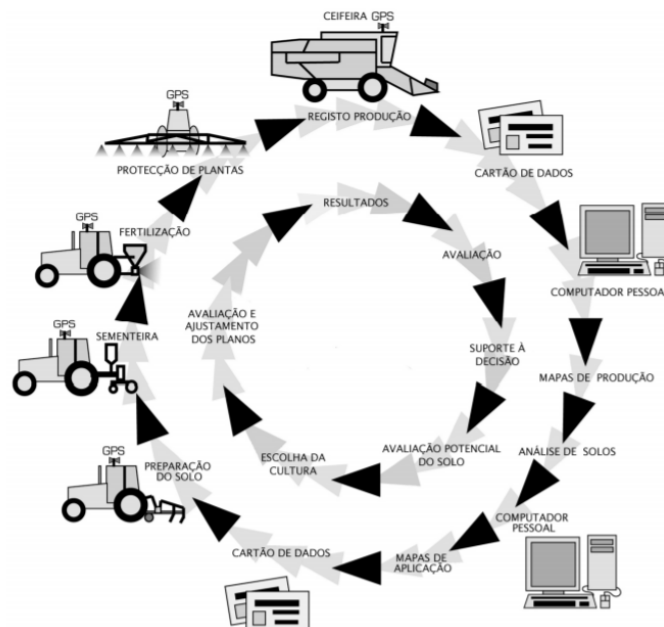 CEIFEIRA GPS
REGISTO PRODUÇÃO
CARTÃO DE DADOS
COMPUTADOR PESSOAL
MAPAS DE PRODUÇÃO
ANÁLISE DE SOLOS
COMPUTADOR
PESSOAL
MAPAS DE
APLICAÇÃO
CARTÃO DE DADOS
GPS
PREPARAÇÃO
DO SOLO
GPS
SEMENTEIRA
GPS
FERTILIZAÇÃO
GPS
PROTECÇÃO DE PLANTAS
RESULTADOS
AVALIAÇÃO
SUPORTE À
DECISÃO
AVALIAÇÃO POTENCIAL
DO SOLO
ESCOLHA DA
CULTURA
AVALIAÇÃO E
AJUSTAMENTO
DOS PLANOS